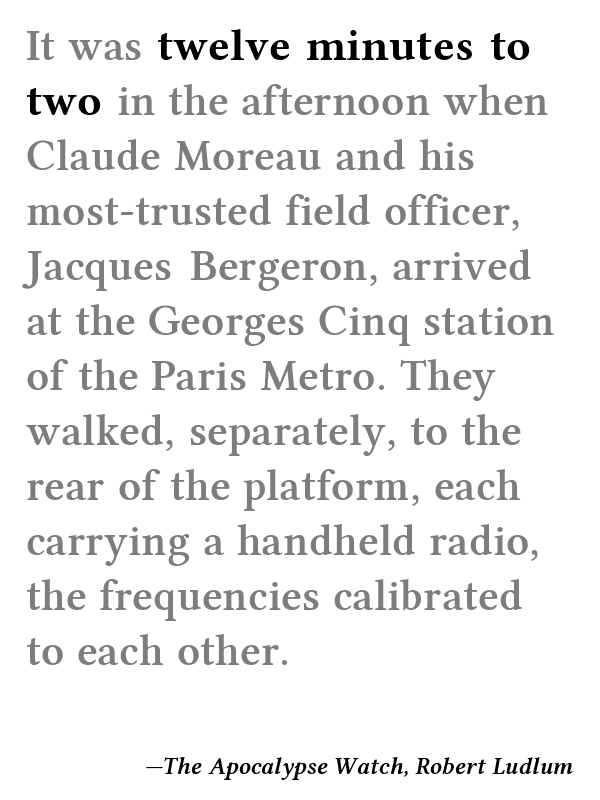 It was twelve minutes to
two in the afternoon when
Claude Moreau and his
most-trusted field officer,
Jacques Bergeron, arrived
at the Georges Cinq station
of the Paris Metro. They
walked, separately, to the
rear of the platform, each
carrying a handheld radio,
the frequencies calibrated
to each other.
—The Apocalypse Watch, Robert Ludlum